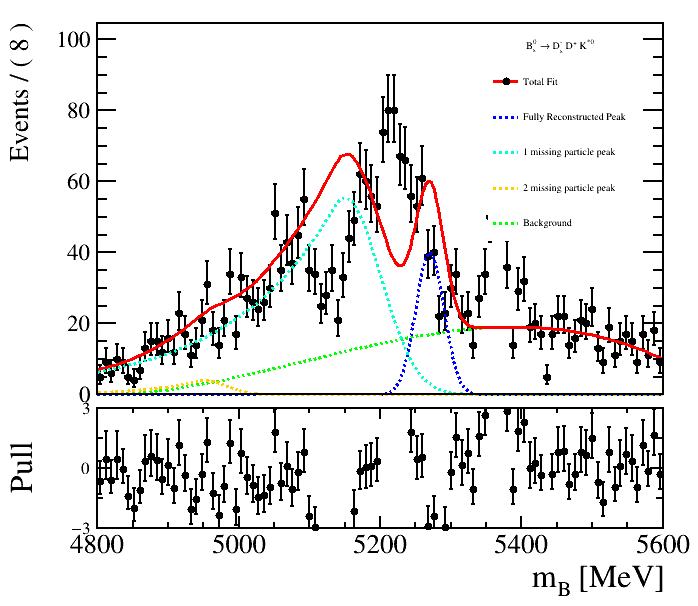 Events / ( 8 )
100
80
60
40
20
0
B_s^0 → D_s^- D^+ K^{*0}
Total Fit
Fully Reconstructed Peak
1 missing particle peak
2 missing particle peak
Background
Pull
3
0
−3
4800 5000 5200 5400 5600
m_B [MeV]